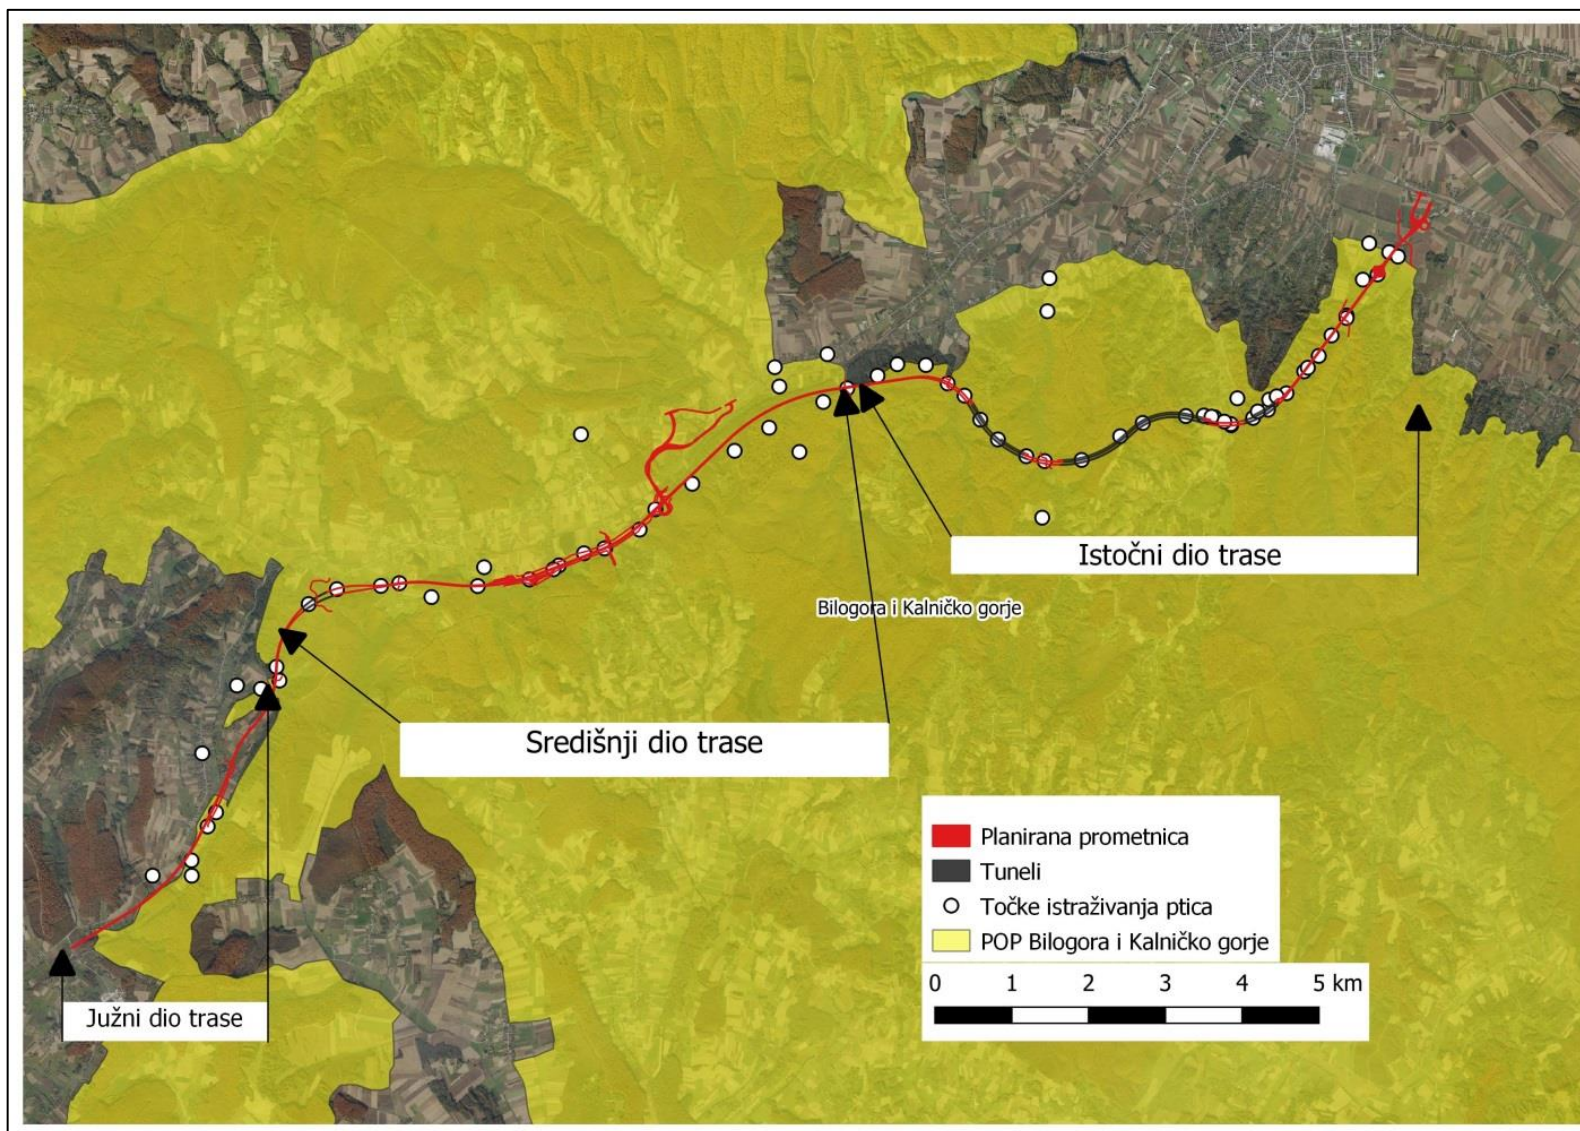 Istočni dio trase
Bilogora i Kalničko gorje
Središnji dio trase
Planirana prometnica
Tuneli
Točke istraživanja ptica
POP Bilogora i Kalničko gorje
0 1 2 3 4 5 km
Južni dio trase